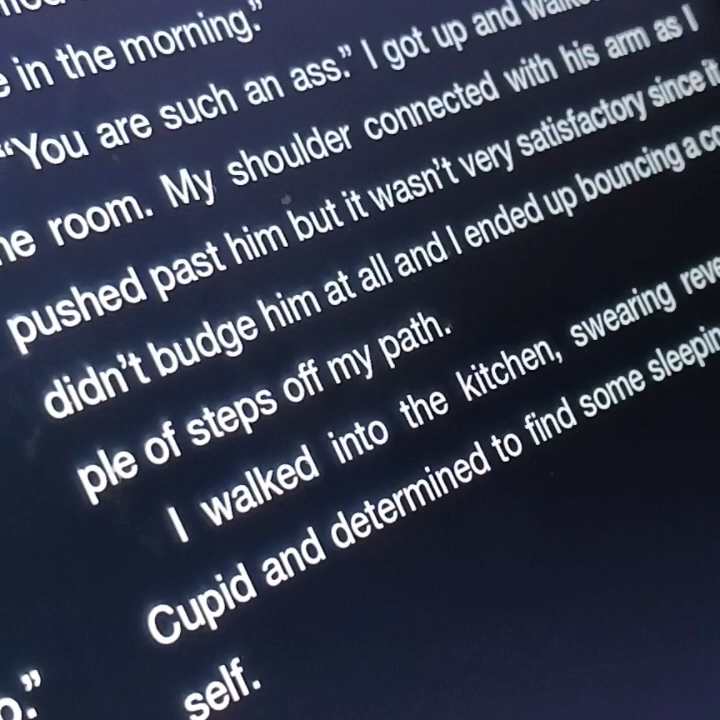 in the morning."
"You are such an ass." I got up and
room. My shoulder connected with his arm as I
pushed past him but it wasn't very satisfactory since it
didn't budge him at all and I ended up bouncing a
ple of steps off my path.
I walked into the kitchen, swearing
Cupid and determined to find some
self.